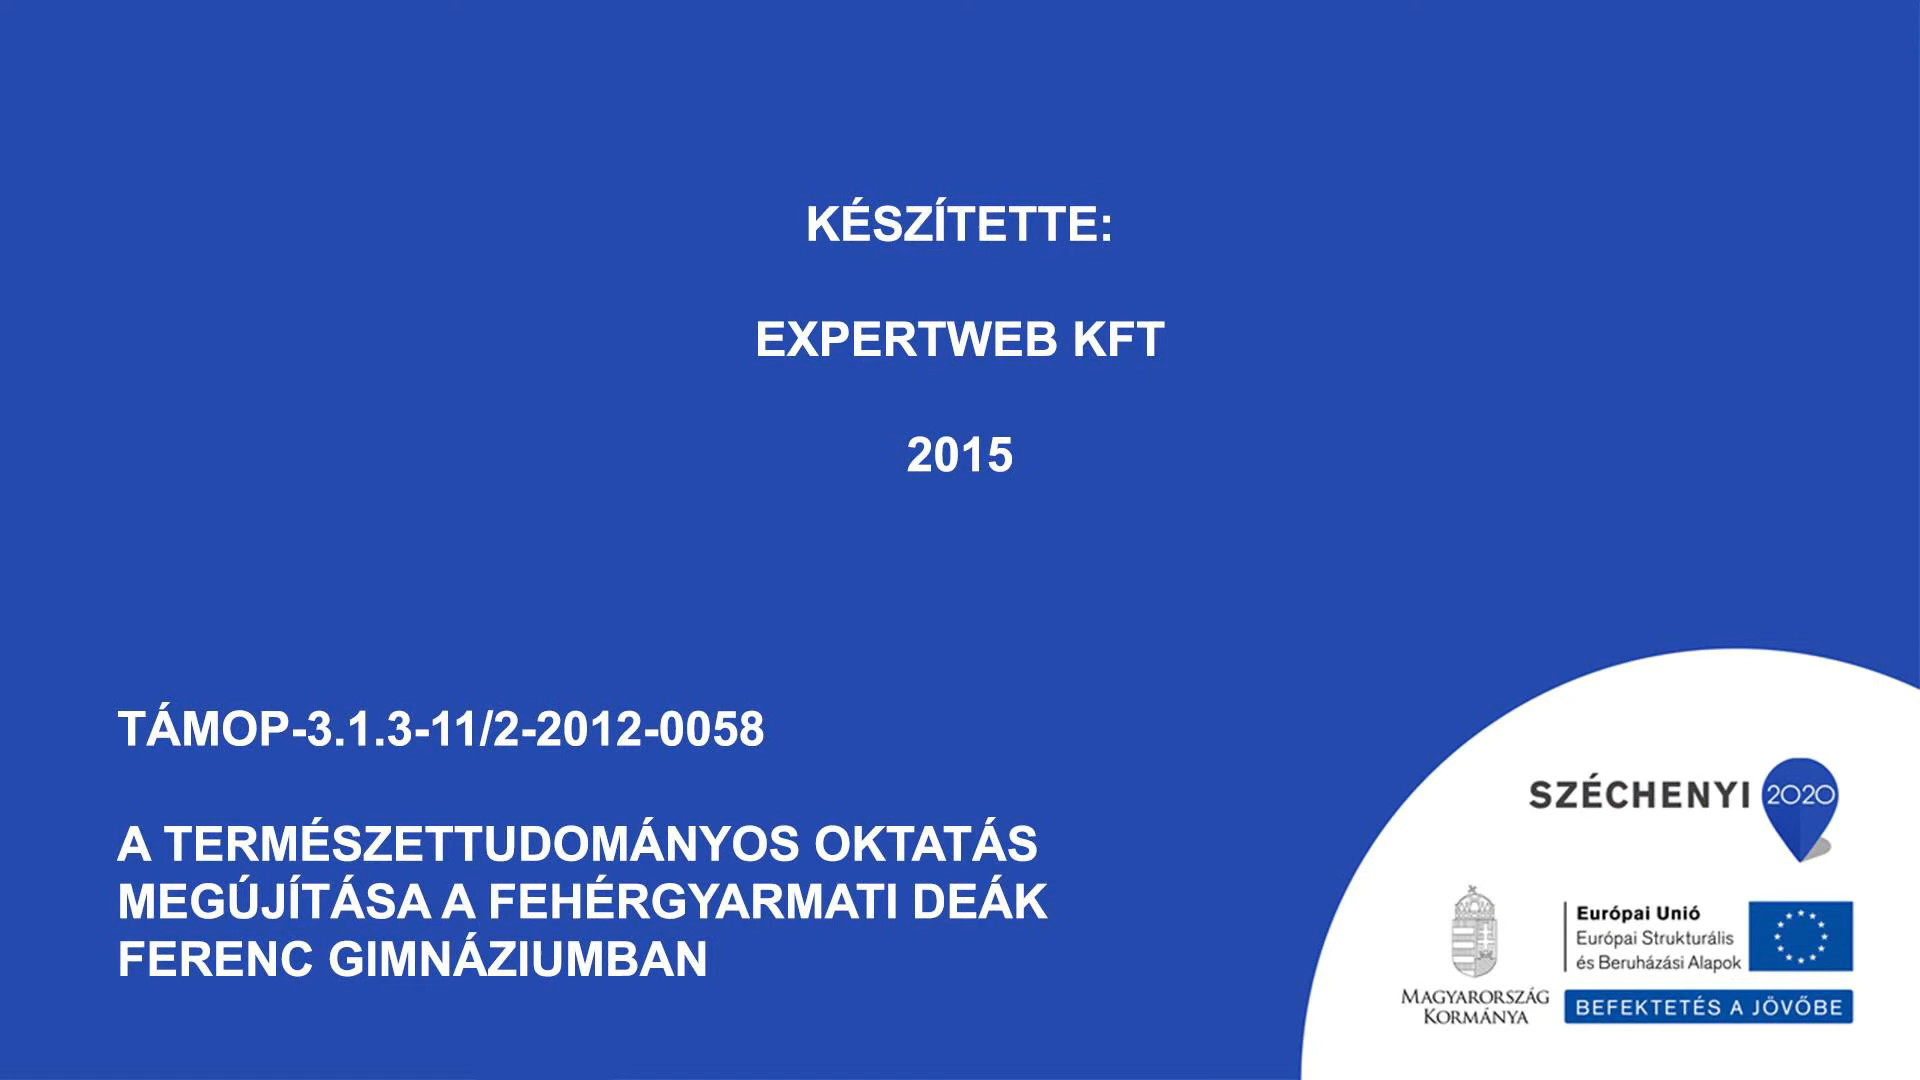 KÉSZÍTETTE:
EXPERTWEB KFT
2015
TÁMOP-3.1.3-11/2-2012-0058
A TERMÉSZETTUDOMÁNYOS OKTATÁS
MEGÚJÍTÁSA A FEHÉRGYARMATI DEÁK
FERENC GIMNÁZIUMBAN
SZÉCHENYI 2020
MAGYARORSZÁG
KORMÁNYA
Európai Unió
Európai Strukturális
és Beruházási Alapok
BEFEKTETÉS A JÖVŐBE